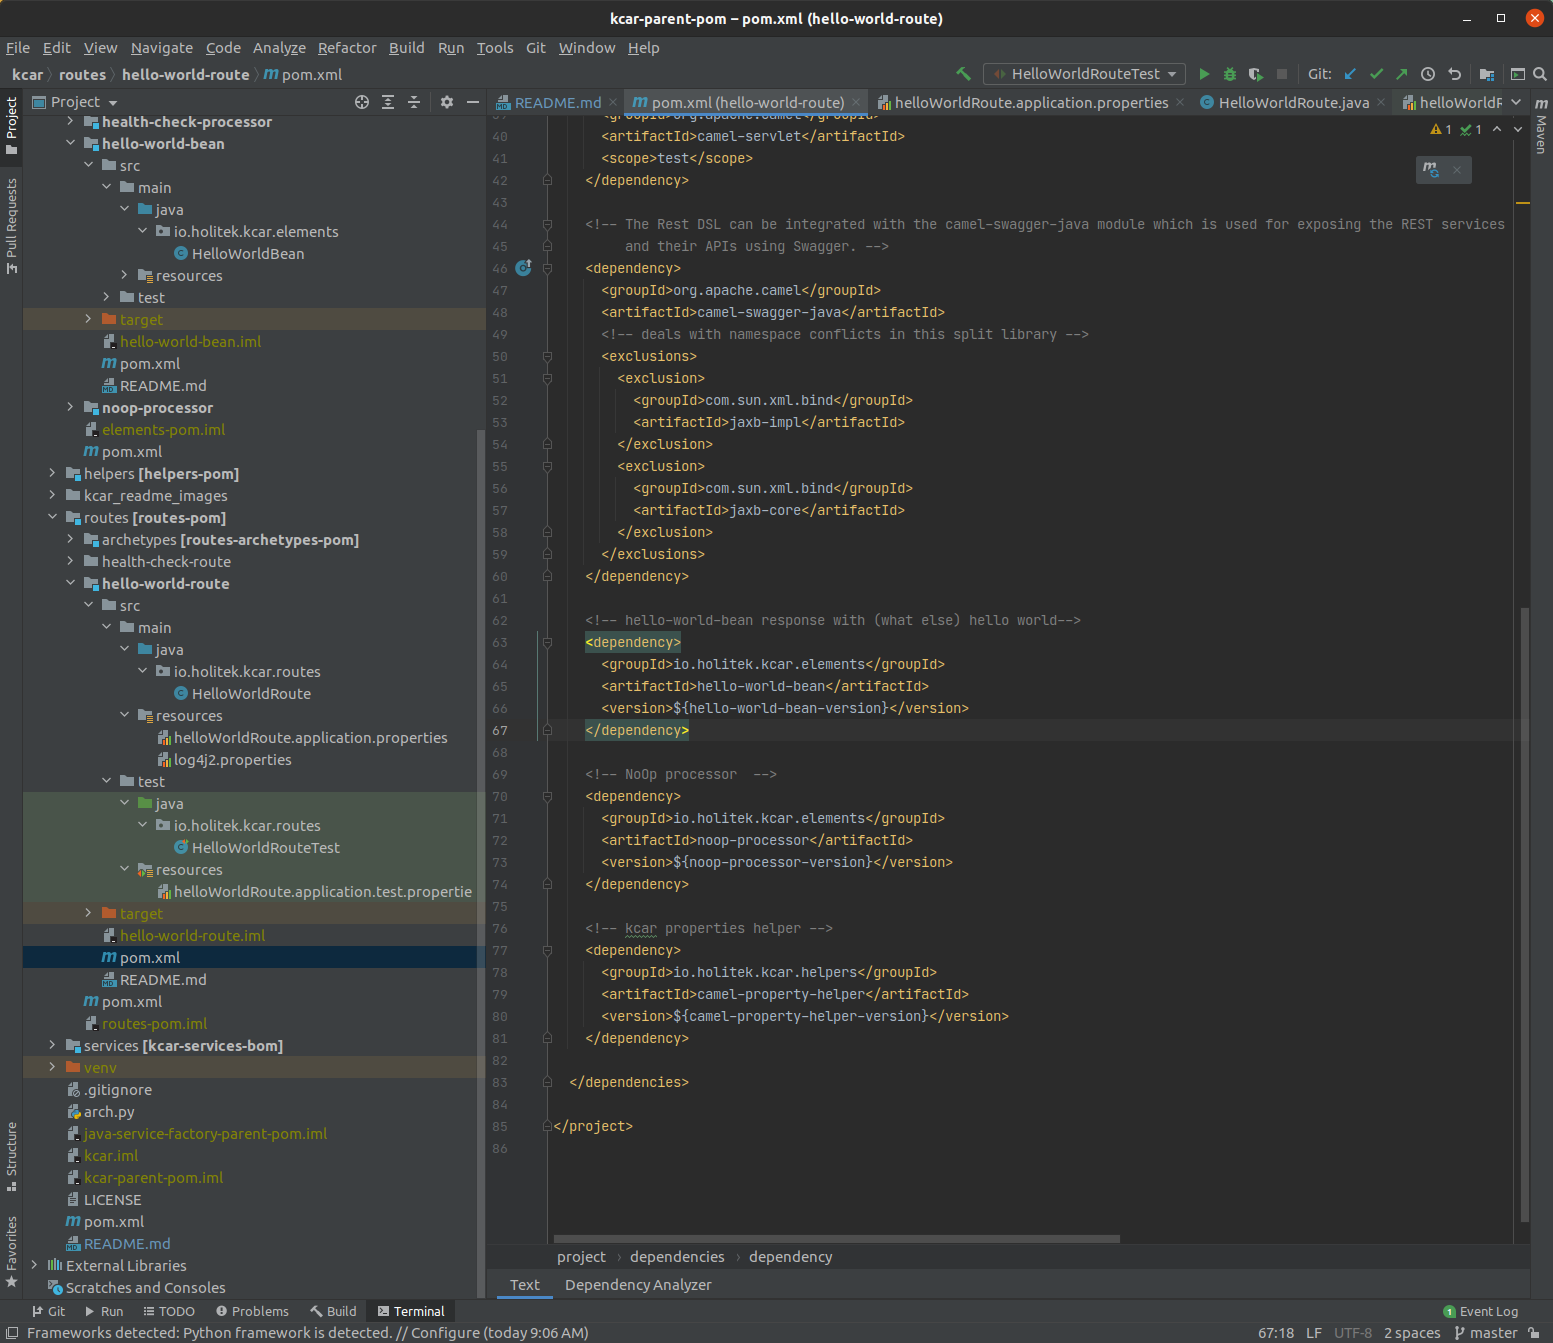 kcar-parent-pom – pom.xml (hello-world-route)
File Edit View Navigate Code Analyze Refactor Build Run Tools Git Window Help
kcar routes hello-world-route m pom.xml
HelloWorldRouteTest
Git:
Project
README.md
m pom.xml (hello-world-route)
helloWorldRoute.application.properties
HelloWorldRoute.java
helloWorldR
Project
Pull Requests
Structure
Favorites
health-check-processor
hello-world-bean
src
main
java
io.holitek.kcar.elements
HelloWorldBean
resources
test
target
hello-world-bean.iml
pom.xml
README.md
noop-processor
elements-pom.iml
pom.xml
helpers [helpers-pom]
kcar_readme_images
routes [routes-pom]
archetypes [routes-archetypes-pom]
health-check-route
hello-world-route
src
main
java
io.holitek.kcar.routes
HelloWorldRoute
resources
helloWorldRoute.application.properties
log4j2.properties
test
java
io.holitek.kcar.routes
HelloWorldRouteTest
resources
helloWorldRoute.application.test.propertie
target
hello-world-route.iml
pom.xml
README.md
pom.xml
routes-pom.iml
services [kcar-services-bom]
venv
.gitignore
arch.py
java-service-factory-parent-pom.iml
kcar.iml
kcar-parent-pom.iml
LICENSE
pom.xml
README.md
External Libraries
Scratches and Consoles
39 <groupId>org.apache.camel</groupId>
40 <artifactId>camel-servlet</artifactId>
41 <scope>test</scope>
42 </dependency>
43
44 <!-- The Rest DSL can be integrated with the camel-swagger-java module which is used for exposing the REST services
45 and their APIs using Swagger. -->
46 <dependency>
47 <groupId>org.apache.camel</groupId>
48 <artifactId>camel-swagger-java</artifactId>
49 <!-- deals with namespace conflicts in this split library -->
50 <exclusions>
51 <exclusion>
52 <groupId>com.sun.xml.bind</groupId>
53 <artifactId>jaxb-impl</artifactId>
54 </exclusion>
55 <exclusion>
56 <groupId>com.sun.xml.bind</groupId>
57 <artifactId>jaxb-core</artifactId>
58 </exclusion>
59 </exclusions>
60 </dependency>
61
62 <!-- hello-world-bean response with (what else) hello world-->
63 <dependency>
64 <groupId>io.holitek.kcar.elements</groupId>
65 <artifactId>hello-world-bean</artifactId>
66 <version>${hello-world-bean-version}</version>
67 </dependency>
68
69 <!-- NoOp processor  -->
70 <dependency>
71 <groupId>io.holitek.kcar.elements</groupId>
72 <artifactId>noop-processor</artifactId>
73 <version>${noop-processor-version}</version>
74 </dependency>
75
76 <!-- kcar properties helper -->
77 <dependency>
78 <groupId>io.holitek.kcar.helpers</groupId>
79 <artifactId>camel-property-helper</artifactId>
80 <version>${camel-property-helper-version}</version>
81 </dependency>
82
83 </dependencies>
84
85 </project>
86
1 1
m
m Maven
project dependencies dependency
Text Dependency Analyzer
Git Run TODO Problems Build Terminal
1 Event Log
Frameworks detected: Python framework is detected. // Configure (today 9:06 AM)
67:18 LF UTF-8 2 spaces master